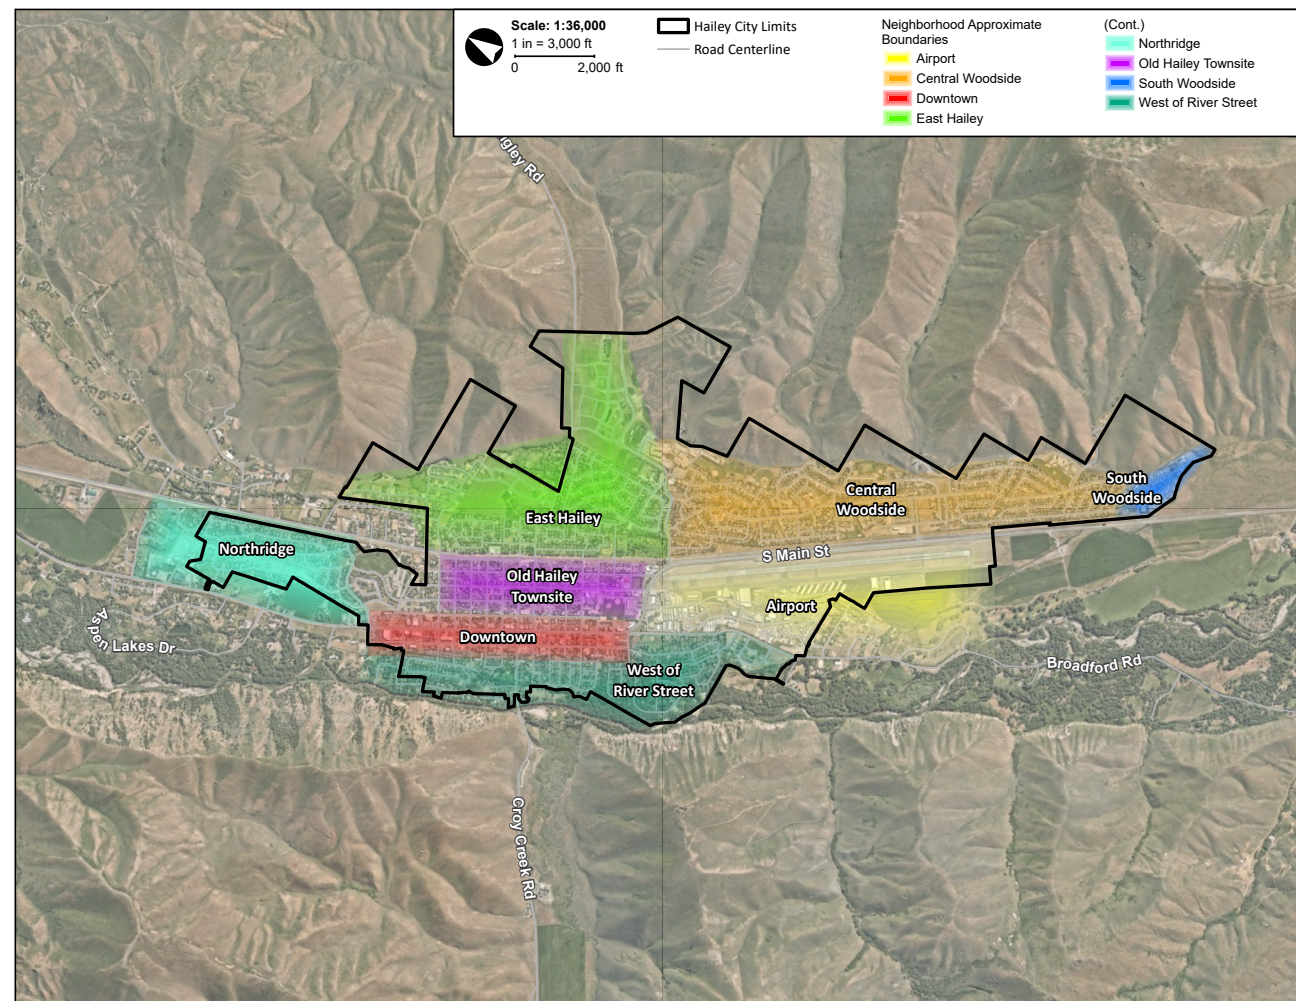 Scale: 1:36,000
1 in = 3,000 ft
0 2,000 ft
Hailey City Limits
Road Centerline
Neighborhood Approximate
Boundaries
Airport
Central Woodside
Downtown
East Hailey
(Cont.)
Northridge
Old Hailey Townsite
South Woodside
West of River Street
Rd
Central
Woodside
South
Woodside
East Hailey
Northridge
S Main St
Old Hailey
Townsite
Airport
Aspen Lakes Dr
Downtown
West of
River Street
Broadford Rd
Croy Creek Rd